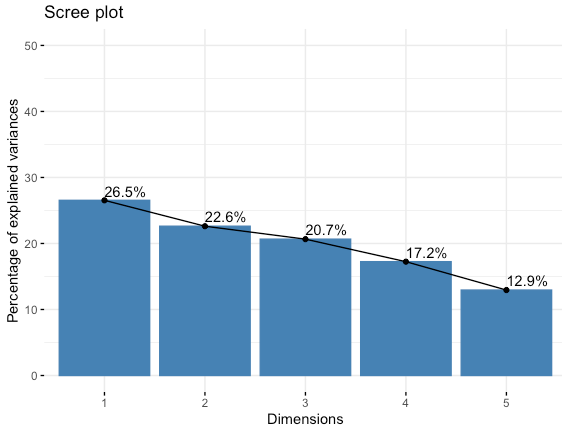 Scree plot
Percentage of explained variances
50
40
30
20
10
0
26.5%
22.6%
20.7%
17.2%
12.9%
1 2 3 4 5
Dimensions